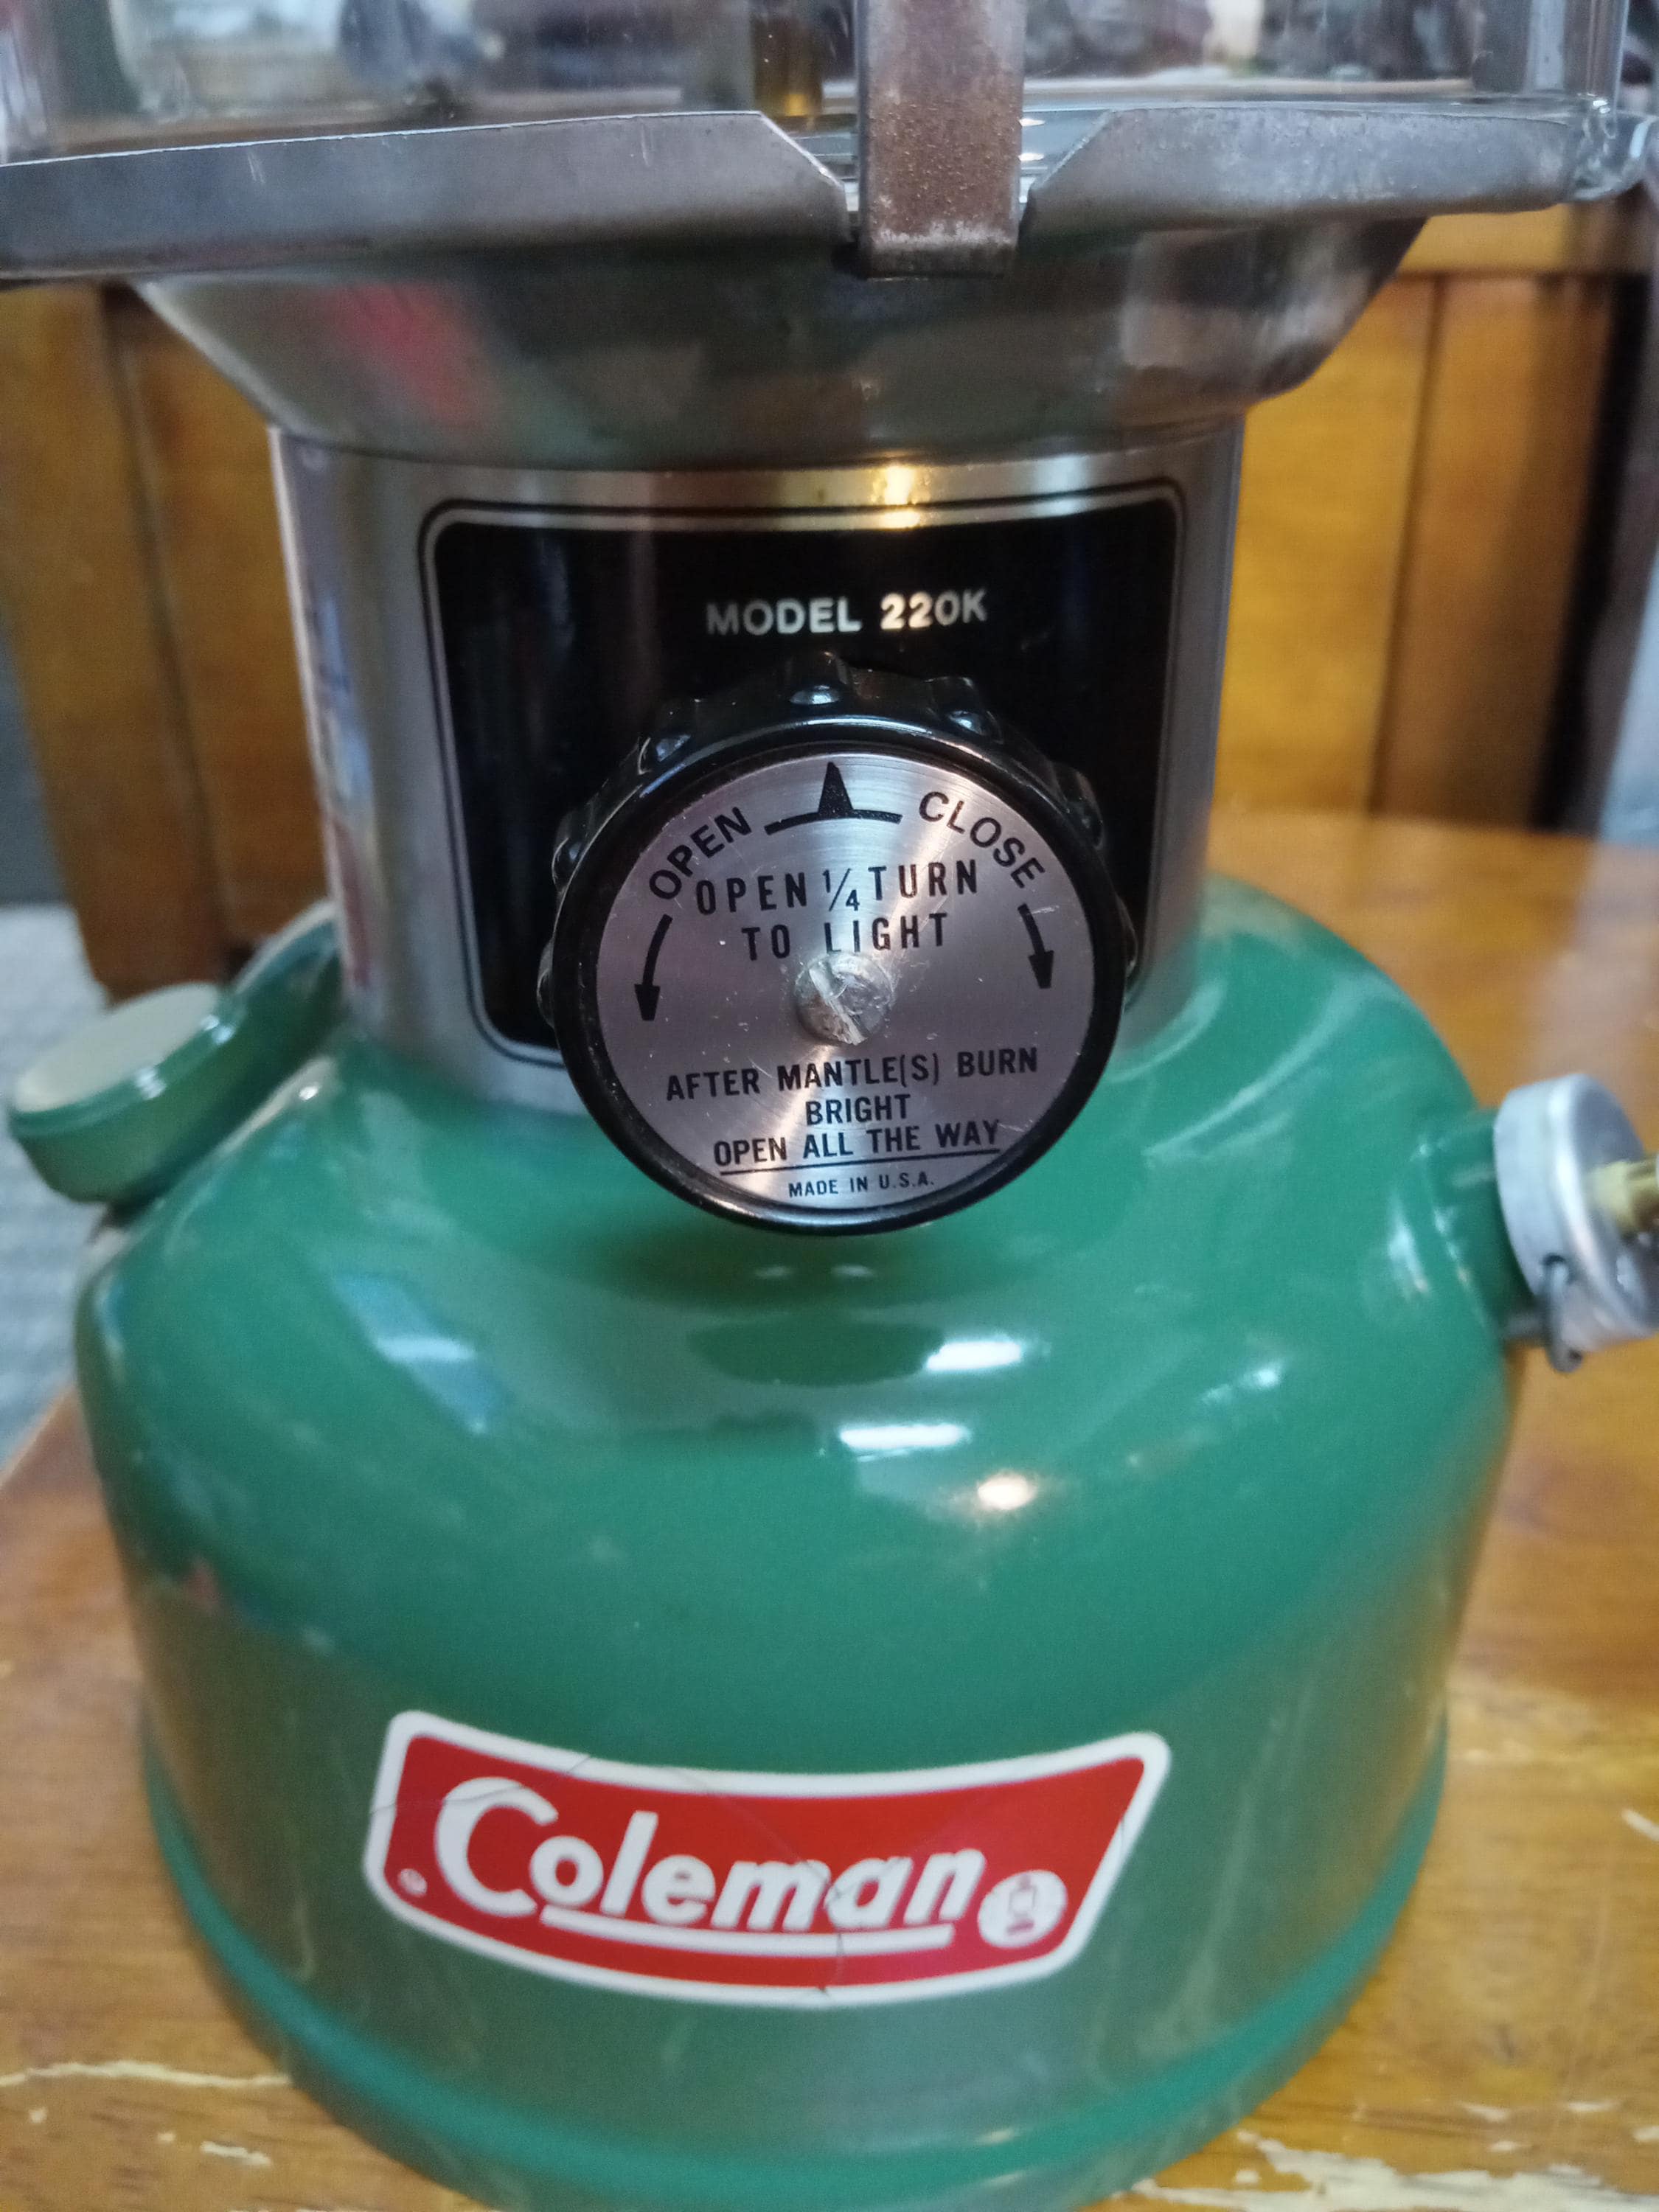 MODEL 220K
OPEN CLOSE
OPEN 1/4 TURN
TO LIGHT
AFTER MANTLE(S) BURN
BRIGHT
OPEN ALL THE WAY
MADE IN U.S.A.
Coleman